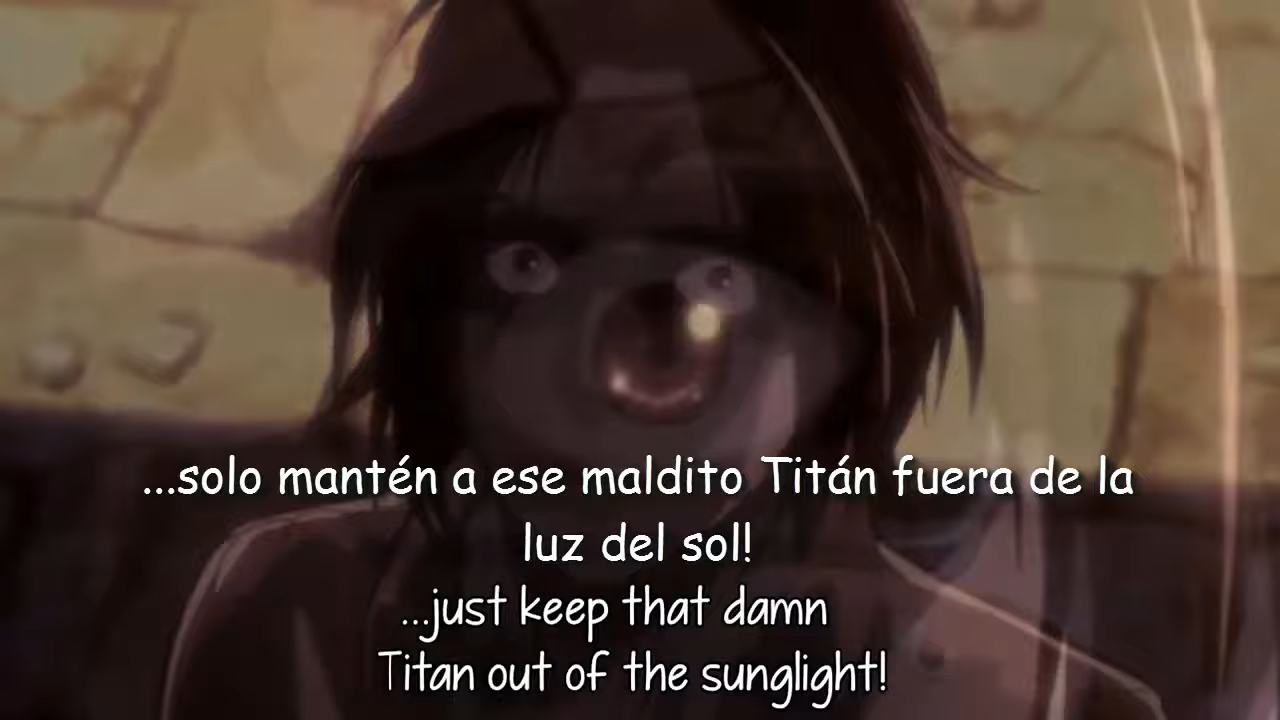 ...solo mantén a ese maldito Titán fuera de la
luz del sol!
...just keep that damn
Titan out of the sunglight!